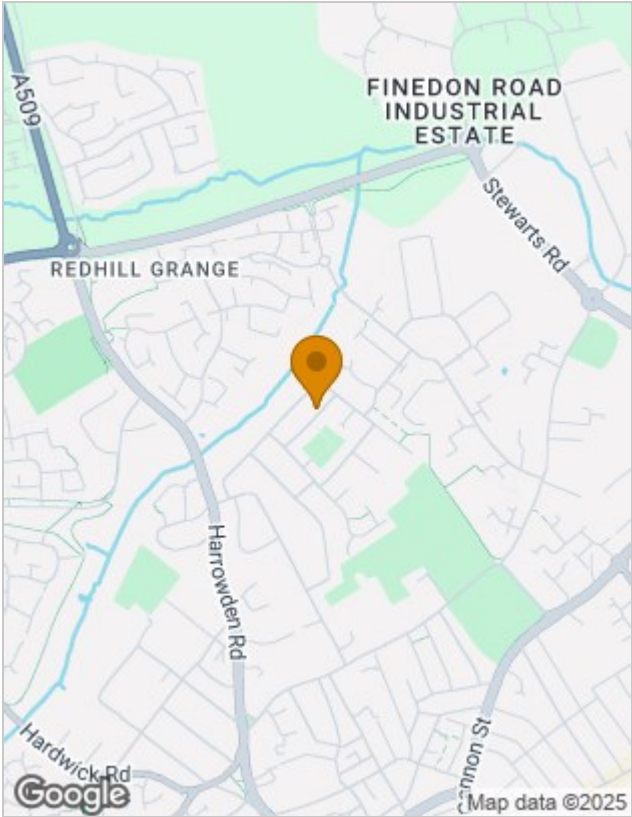 A509
FINEDON ROAD
INDUSTRIAL
ESTATE
Stewarts Rd
REDHILL GRANGE
Harrowden Rd
Hardwick Rd
Cannon St
Google
Map data ©2025